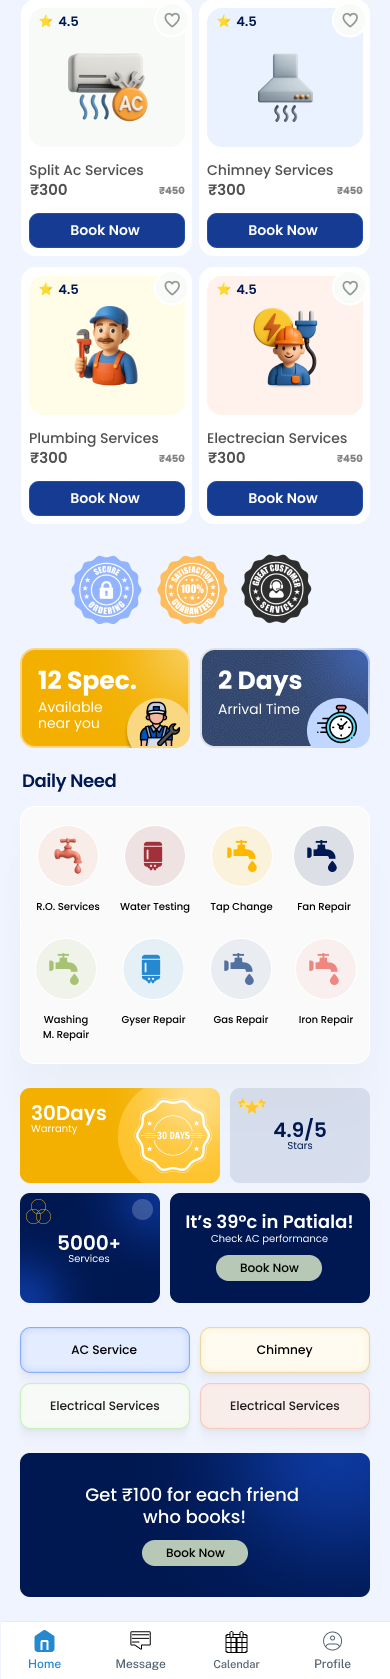 4.5
4.5
Split Ac Services
₹300 ₹450
Book Now
Chimney Services
₹300 ₹450
Book Now
4.5
4.5
Plumbing Services
₹300 ₹450
Book Now
Electrecian Services
₹300 ₹450
Book Now
SECURE
ORDERING
SATISFACTION
100%
GUARANTEED
GREAT CUSTOMER
SERVICE
12 Spec.
Available
near you
2 Days
Arrival Time
Daily Need
R.O. Services
Water Testing
Tap Change
Fan Repair
Washing
M. Repair
Gyser Repair
Gas Repair
Iron Repair
30Days
Warranty
30 DAYS
4.9/5
Stars
5000+
Services
It's 39°c in Patiala!
Check AC performance
Book Now
AC Service
Chimney
Electrical Services
Electrical Services
Get ₹100 for each friend
who books!
Book Now
Home
Message
Calendar
Profile
AC